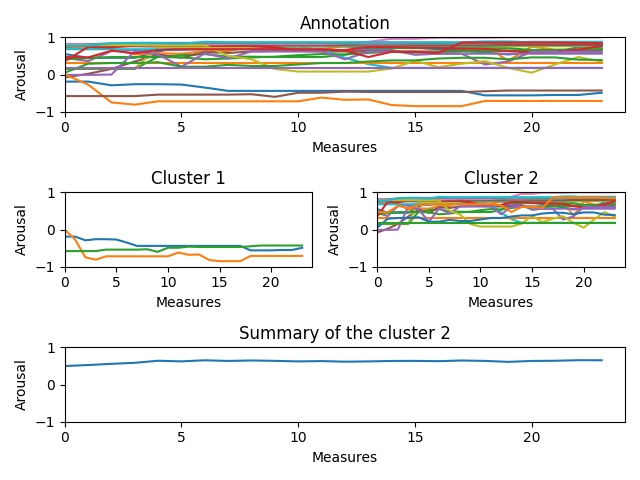 Annotation
Arousal
1
0
-1
0 5 10 15 20
Measures
Cluster 1
Arousal
1
0
-1
0 5 10 15 20
Measures
Cluster 2
Arousal
1
0
-1
0 5 10 15 20
Measures
Summary of the cluster 2
Arousal
1
0
-1
0 5 10 15 20
Measures